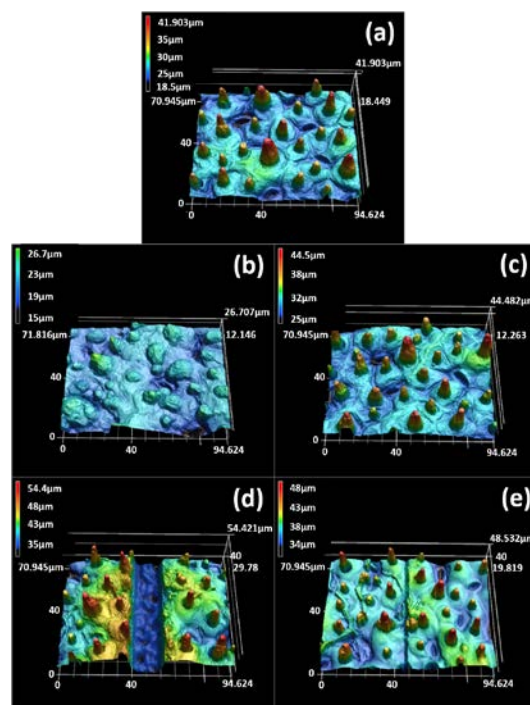 41.903µm
35µm
30µm
25µm
18.5µm
(a)
41.903µm
18.449
70.945µm
40
0
0
40
94.624
26.7µm
23µm
19µm
15µm
(b)
26.707µm
12.146
71.816µm
40
0
0
40
94.624
44.5µm
38µm
32µm
25µm
(c)
44.482µm
12.263
70.945µm
40
0
0
40
94.624
54.4µm
48µm
43µm
35µm
(d)
54.421µm
40
29.78
70.945µm
40
0
0
40
94.624
48µm
43µm
38µm
34µm
(e)
48.532µm
40
19.819
70.945µm
40
0
0
40
94.624